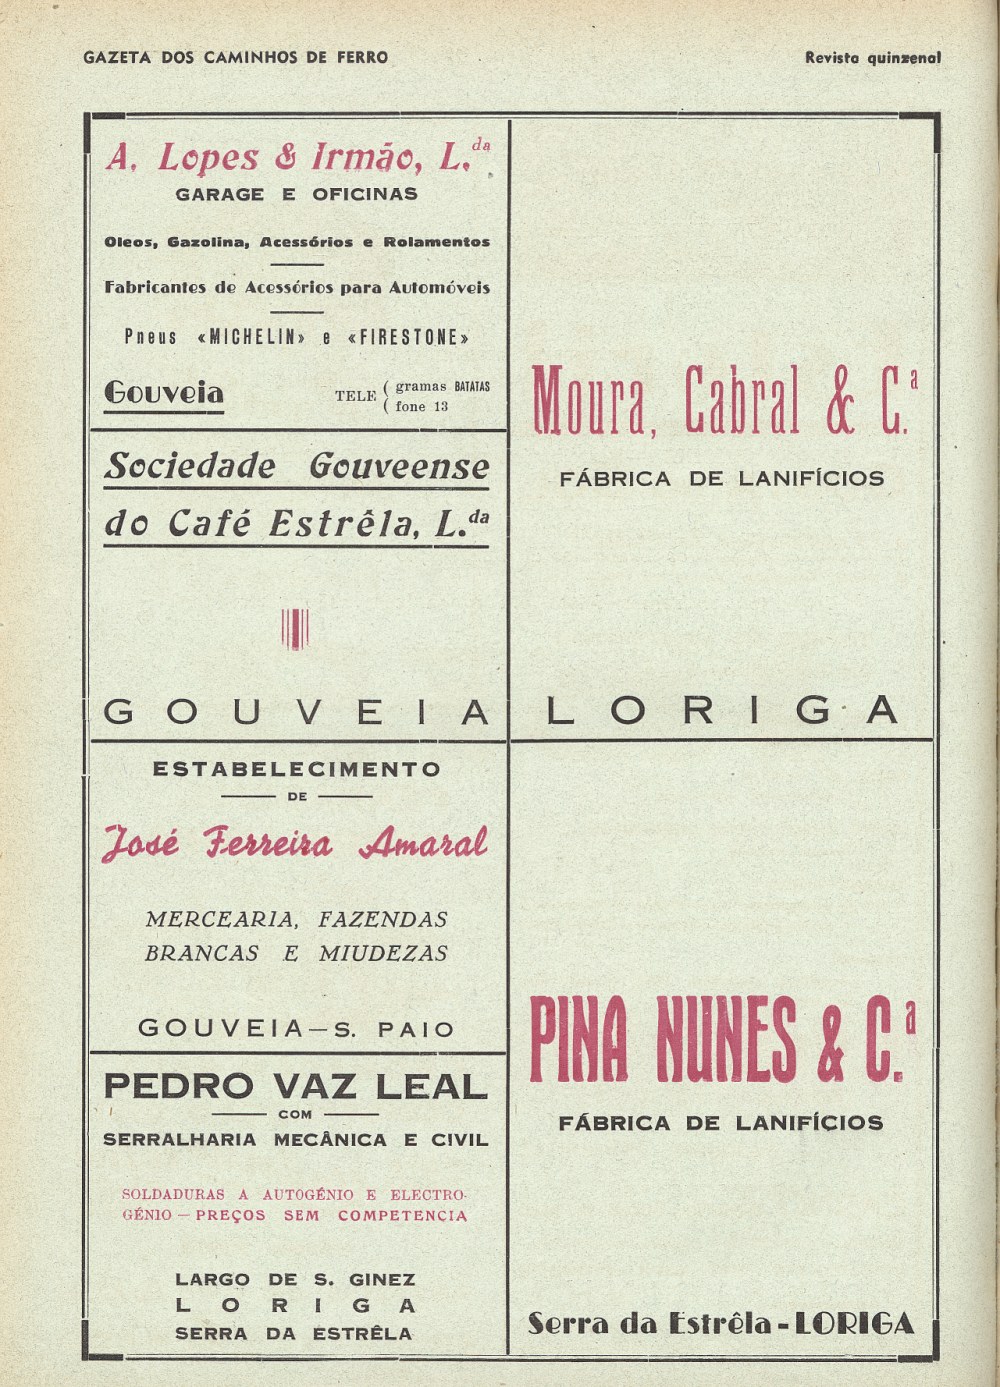 GAZETA DOS CAMINHOS DE FERRO
Revista quinzenal
A. Lopes & Irmão, L.da
GARAGE E OFICINAS
Oleos, Gazolina, Acessórios e Rolamentos
Fabricantes de Acessórios para Automóveis
Pneus «MICHELIN» e «FIRESTONE»
Gouveia
TELE ( gramas BATATAS
( fone 13
Sociedade Gouveense
do Café Estrêla, L.da
GOUVEIA
ESTABELECIMENTO
DE
José Ferreira Amaral
MERCEARIA, FAZENDAS
BRANCAS E MIUDEZAS
GOUVEIA—S. PAIO
PEDRO VAZ LEAL
COM
SERRALHARIA MECÂNICA E CIVIL
SOLDADURAS A AUTOGÉNIO E ELECTRO-
GÉNIO — PREÇOS SEM COMPETENCIA
LARGO DE S. GINEZ
LORIGA
SERRA DA ESTRÊLA
Moura, Cabral & C.a
FÁBRICA DE LANIFÍCIOS
LORIGA
PINA NUNES & C.a
FÁBRICA DE LANIFÍCIOS
Serra da Estrêla - LORIGA